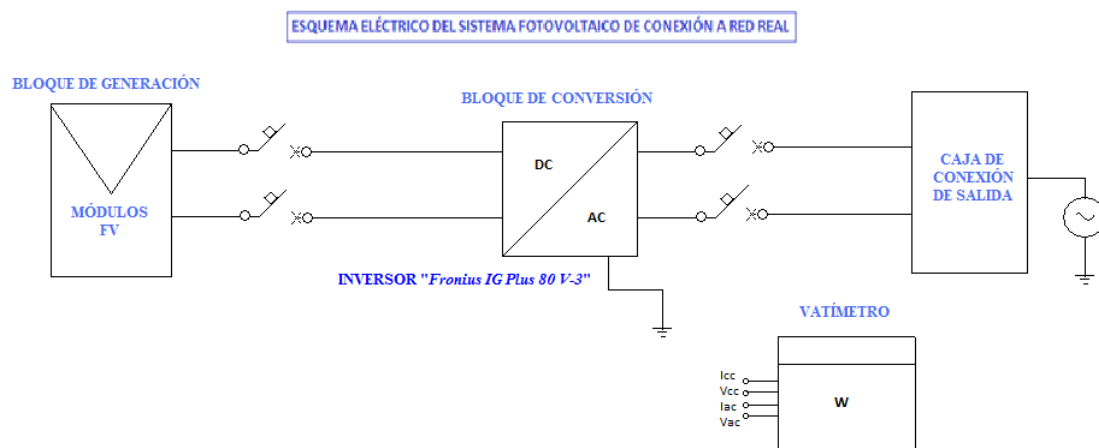 ESQUEMA ELÉCTRICO DEL SISTEMA FOTOVOLTAICO DE CONEXIÓN A RED REAL
BLOQUE DE GENERACIÓN
BLOQUE DE CONVERSIÓN
DC
AC
MÓDULOS
FV
CAJA DE
CONEXIÓN
DE SALIDA
INVERSOR "Fronius IG Plus 80 V-3"
VATÍMETRO
Icc
Vcc
Iac
Vac
W